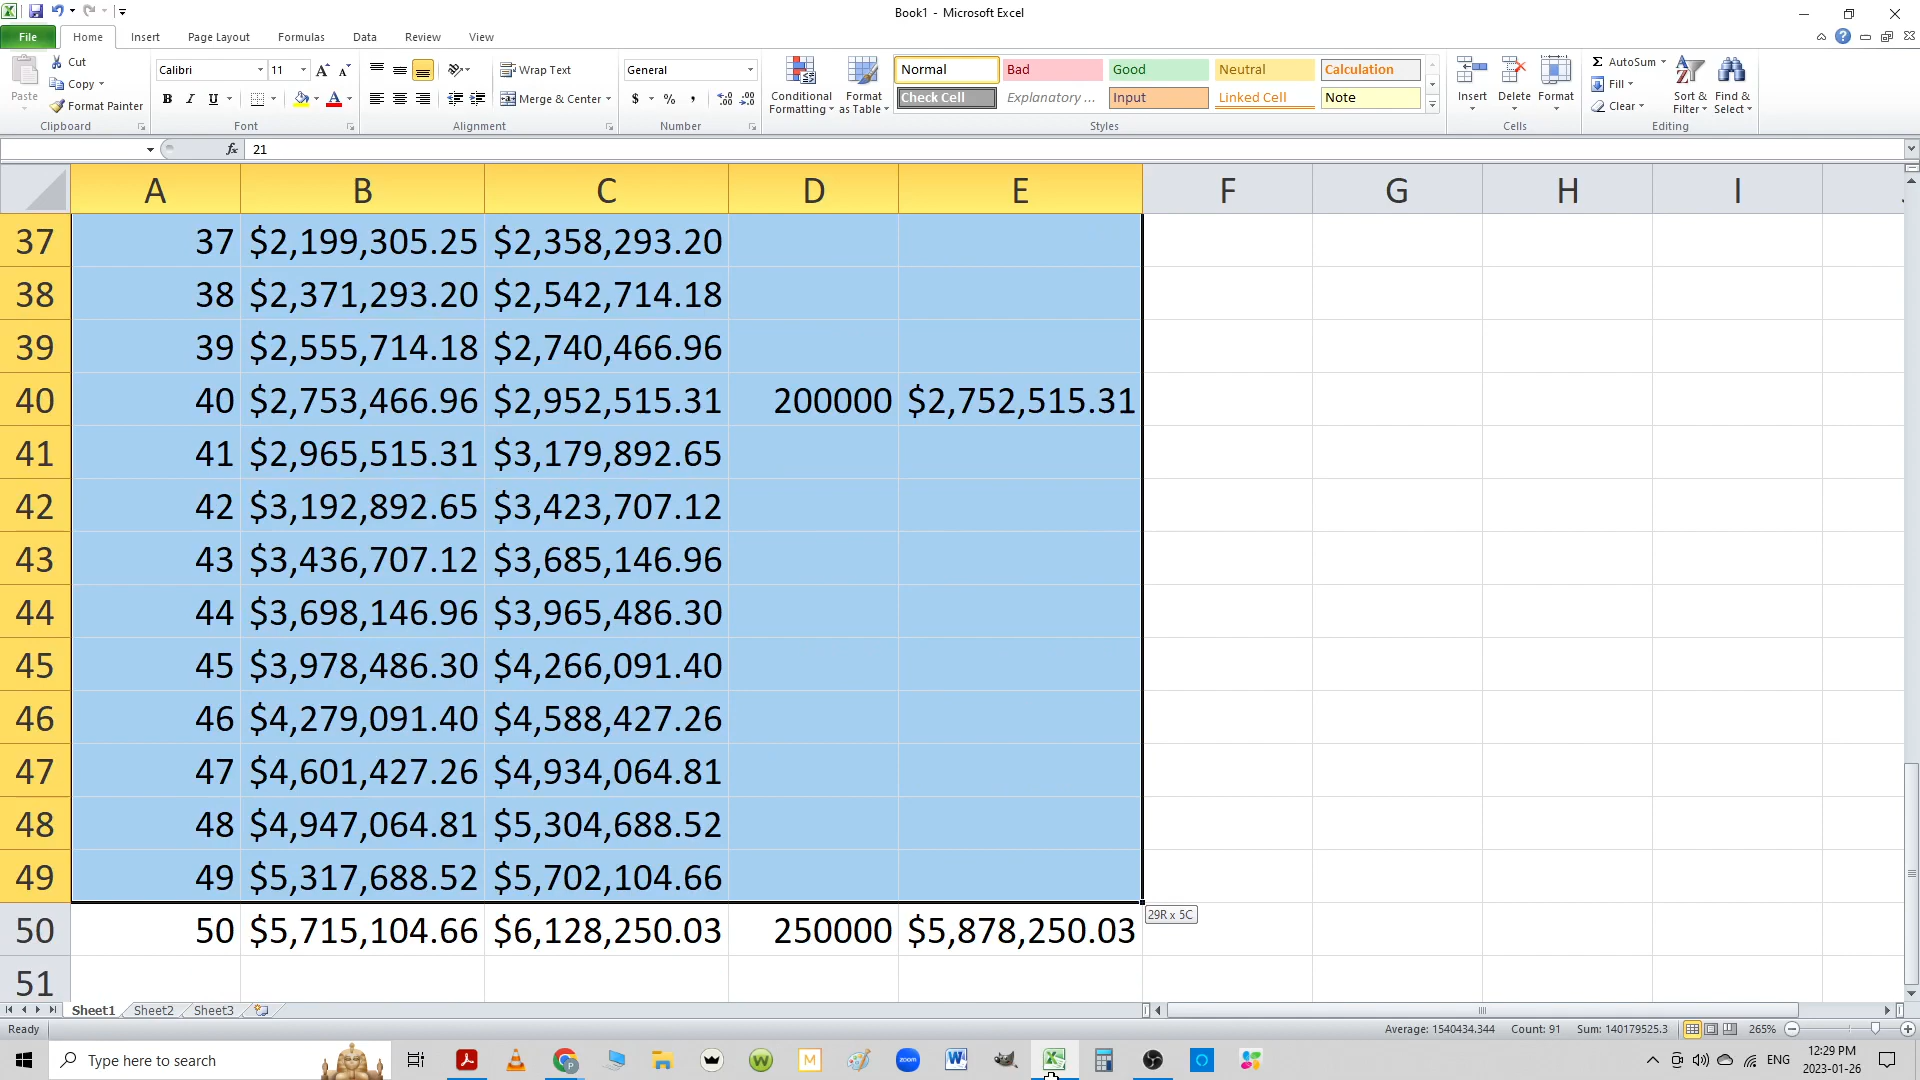 Book1 - Microsoft Excel
File Home Insert Page Layout Formulas Data Review View
Paste Cut Copy Format Painter
Calibri 11 A A
B I U A
Wrap Text
Merge & Center
General
$ % ,
Conditional Formatting Format as Table
Normal Bad Good Neutral Calculation
Check Cell Explanatory ... Input Linked Cell Note
Insert Delete Format
Σ AutoSum
Fill
Clear
Sort & Filter Find & Select
Clipboard Font Alignment Number Styles Cells Editing
fx 21
A B C D E F G H I
37 37 $2,199,305.25 $2,358,293.20
38 38 $2,371,293.20 $2,542,714.18
39 39 $2,555,714.18 $2,740,466.96
40 40 $2,753,466.96 $2,952,515.31 200000 $2,752,515.31
41 41 $2,965,515.31 $3,179,892.65
42 42 $3,192,892.65 $3,423,707.12
43 43 $3,436,707.12 $3,685,146.96
44 44 $3,698,146.96 $3,965,486.30
45 45 $3,978,486.30 $4,266,091.40
46 46 $4,279,091.40 $4,588,427.26
47 47 $4,601,427.26 $4,934,064.81
48 48 $4,947,064.81 $5,304,688.52
49 49 $5,317,688.52 $5,702,104.66
29R x 5C
50 50 $5,715,104.66 $6,128,250.03 250000 $5,878,250.03
51
Sheet1 Sheet2 Sheet3
Ready Average: 1540434.344 Count: 91 Sum: 140179525.3 265%
Type here to search
zoom
ENG
12:29 PM
2023-01-26